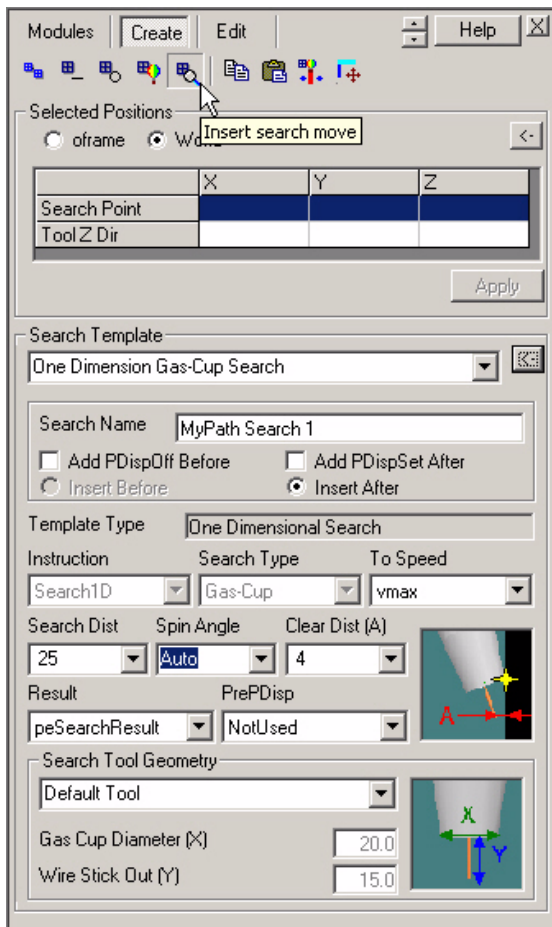 Modules Create Edit Help X
Selected Positions
oframe Wo
Insert search move
<-
X Y Z
Search Point
Tool Z Dir
Apply
Search Template
One Dimension Gas-Cup Search
Search Name MyPath Search 1
Add PDispOff Before Add PDispSet After
Insert Before Insert After
Template Type One Dimensional Search
Instruction Search Type To Speed
Search1D Gas-Cup vmax
Search Dist Spin Angle Clear Dist (A)
25 Auto 4
Result PrePDisp
A
peSearchResult NotUsed
Search Tool Geometry
Default Tool
X
Gas Cup Diameter (X) 20.0
Y
Wire Stick Out (Y) 15.0